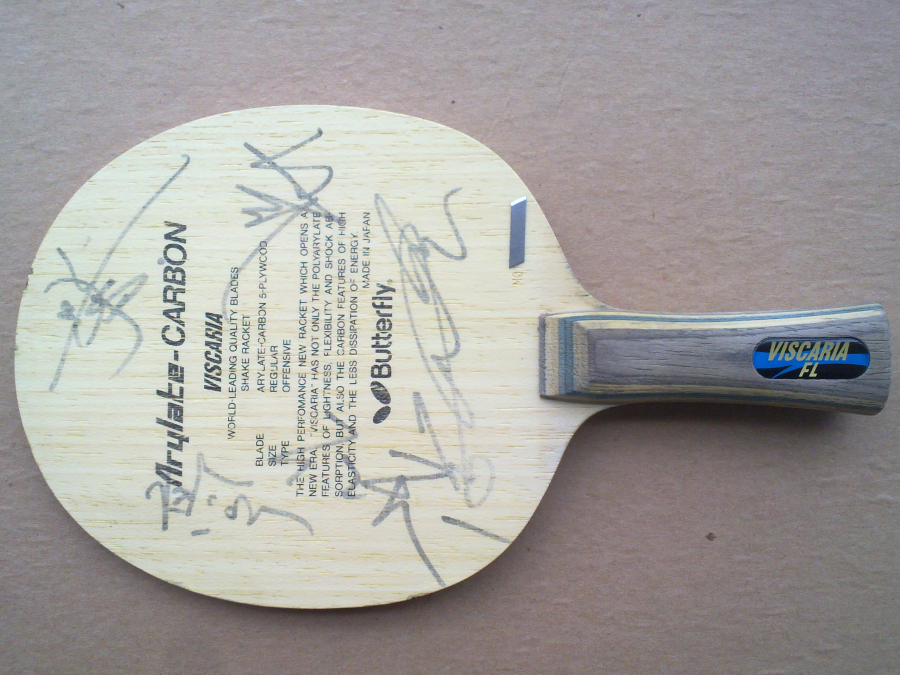 Arylate-CARBON
VISCARIA
WORLD-LEADING QUALITY BLADES
SHAKE RACKET
BLADE ARYLATE-CARBON 5-PLYWOOD
SIZE REGULAR
TYPE OFFENSIVE
THE HIGH PERFOMANCE NEW RACKET WHICH OPENS A
NEW ERA. "VISCARIA" HAS NOT ONLY THE POLYARYLATE
FEATURES OF LIGHTNESS, FLEXIBILITY AND SHOCK AB-
SORPTION, BUT ALSO THE CARBON FEATURES OF HIGH
ELASTICITY AND THE LESS DISSIPATION OF ENERGY.
MADE IN JAPAN
Butterfly
VISCARIA
FL